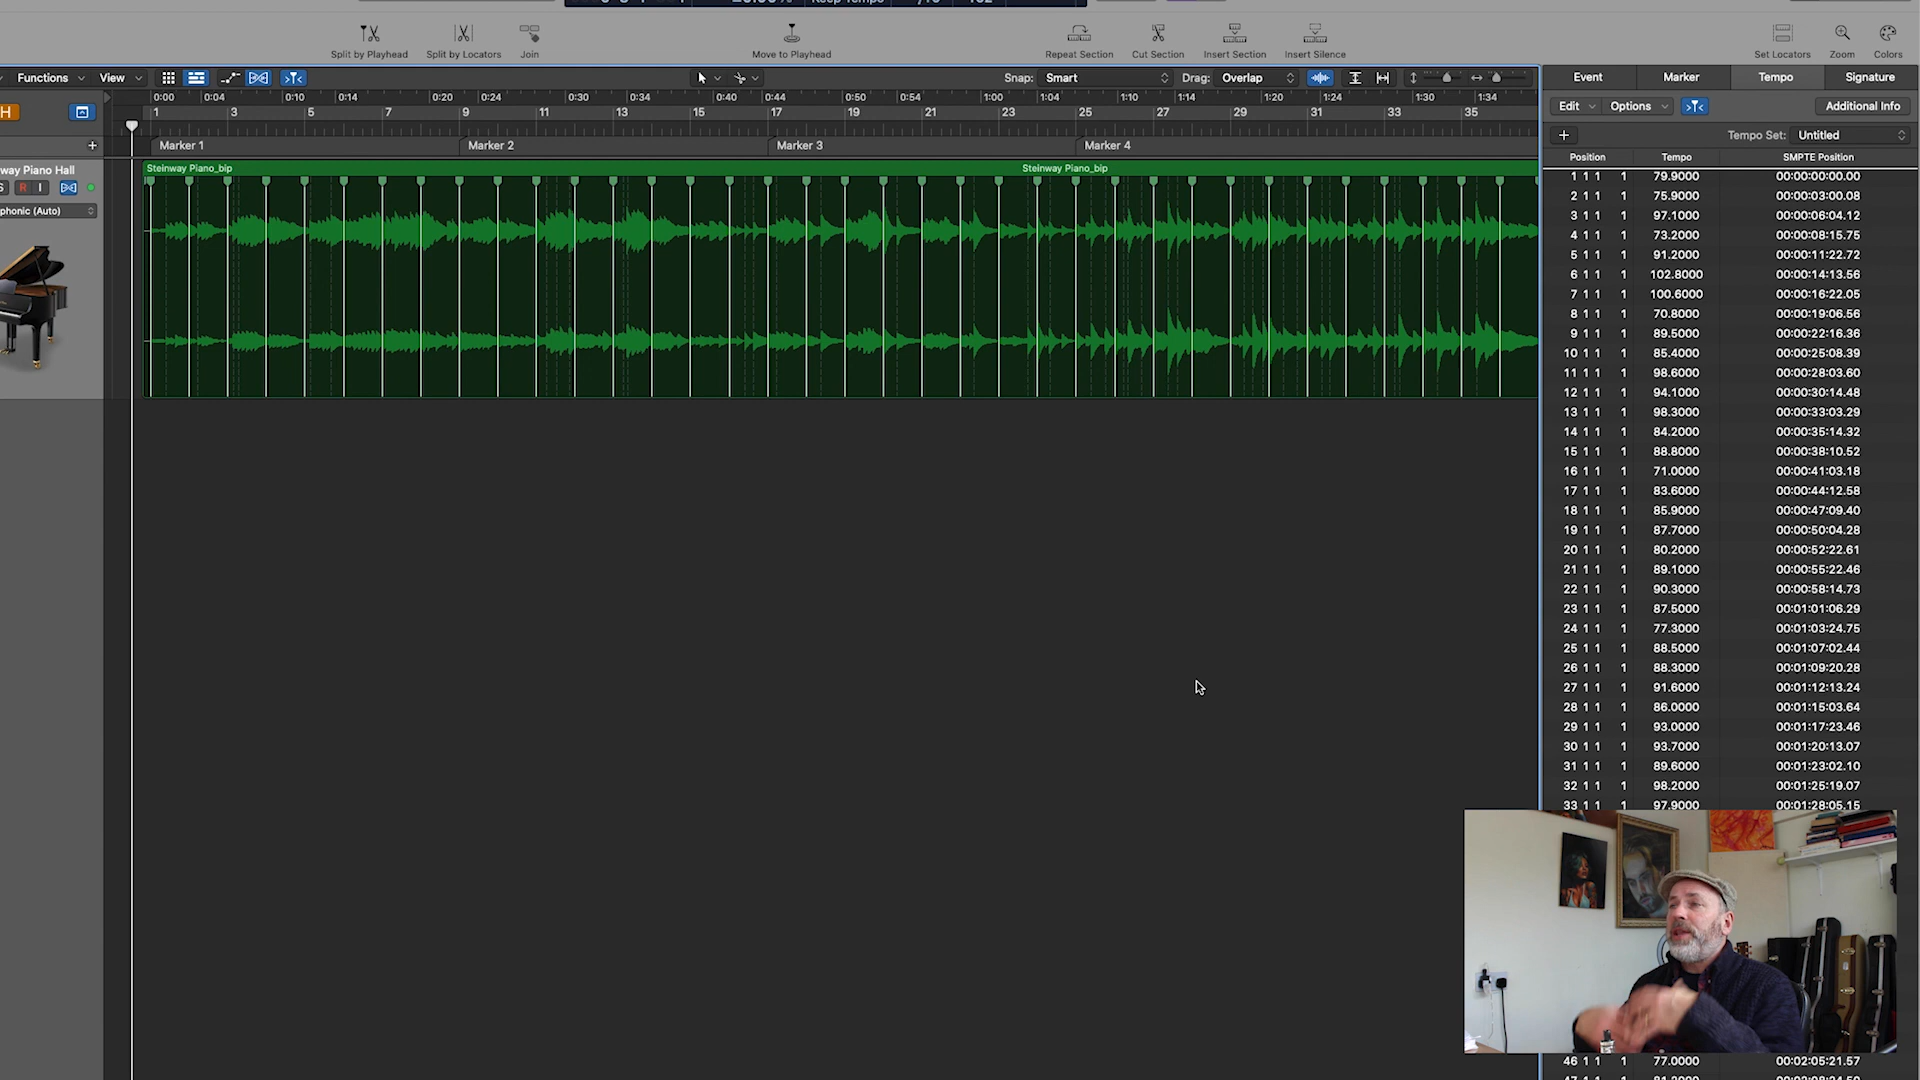 Keep Tempo
Split by Playhead Split by Locators Join Move to Playhead Repeat Section Cut Section Insert Section Insert Silence Set Locators Zoom Colors
Functions View Snap: Smart Drag: Overlap Event Marker Tempo Signature
0:00 0:04 0:10 0:14 0:20 0:24 0:30 0:34 0:40 0:44 0:50 0:54 1:00 1:04 1:10 1:14 1:20 1:24 1:30 1:34
H Edit Options Additional Info
1 3 5 7 9 11 13 15 17 19 21 23 25 27 29 31 33 35
+ Tempo Set: Untitled
Marker 1 Marker 2 Marker 3 Marker 4
Position Tempo SMPTE Position
way Piano Hall
Steinway Piano_bip Steinway Piano_bip
S R I
phonic (Auto)
1 1 1 1 79.9000 00:00:00:00.00
2 1 1 1 75.9000 00:00:03:00.08
3 1 1 1 97.1000 00:00:06:04.12
4 1 1 1 73.2000 00:00:08:15.75
5 1 1 1 91.2000 00:00:11:22.72
6 1 1 1 102.8000 00:00:14:13.56
7 1 1 1 100.6000 00:00:16:22.05
8 1 1 1 70.8000 00:00:19:06.56
9 1 1 1 89.5000 00:00:22:16.36
10 1 1 1 85.4000 00:00:25:08.39
11 1 1 1 98.6000 00:00:28:03.60
12 1 1 1 94.1000 00:00:30:14.48
13 1 1 1 98.3000 00:00:33:03.29
14 1 1 1 84.2000 00:00:35:14.32
15 1 1 1 88.8000 00:00:38:10.52
16 1 1 1 71.0000 00:00:41:03.18
17 1 1 1 83.6000 00:00:44:12.58
18 1 1 1 85.9000 00:00:47:09.40
19 1 1 1 87.7000 00:00:50:04.28
20 1 1 1 80.2000 00:00:52:22.61
21 1 1 1 89.1000 00:00:55:22.46
22 1 1 1 90.3000 00:00:58:14.73
23 1 1 1 87.5000 00:01:01:06.29
24 1 1 1 77.3000 00:01:03:24.75
25 1 1 1 88.5000 00:01:07:02.44
26 1 1 1 88.3000 00:01:09:20.28
27 1 1 1 91.6000 00:01:12:13.24
28 1 1 1 86.0000 00:01:15:03.64
29 1 1 1 93.0000 00:01:17:23.46
30 1 1 1 93.7000 00:01:20:13.07
31 1 1 1 89.6000 00:01:23:02.10
32 1 1 1 98.2000 00:01:25:19.07
33 1 1 1 97.9000 00:01:28:05.15
46 1 1 1 77.0000 00:02:05:21.57